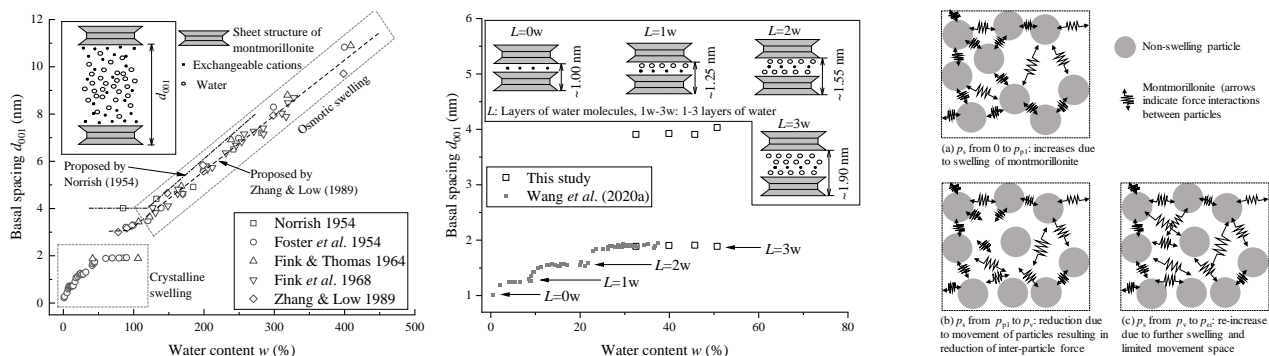 12
10
8
6
4
2
0
Basal spacing d001 (nm)
d001
Sheet structure of
montmorillonite
Exchangeable cations
Water
Osmotic swelling
Proposed by
Norrish (1954)
Proposed by
Zhang & Low (1989)
Crystalline
swelling
Norrish 1954
Foster et al. 1954
Fink & Thomas 1964
Fink et al. 1968
Zhang & Low 1989
0 100 200 300 400 500
Water content w (%)
6
5
4
3
2
1
Basal spacing d001 (nm)
L=0w
~1.00 nm
L=1w
~1.25 nm
L=2w
~1.55 nm
L: Layers of water molecules, 1w-3w: 1-3 layers of water
L=3w
~1.90 nm
This study
Wang et al. (2020a)
L=3w
L=2w
L=1w
L=0w
0 20 40 60 80
Water content w (%)
Non-swelling particle
Montmorillonite (arrows
indicate force interactions
between particles
(a) ps from 0 to pp1: increases due
to swelling of montmorillonite
(b) ps from pp1 to pv: reduction due
to movement of particles resulting in
reduction of inter-particle force
(c) ps from pv to pes: re-increase
due to further swelling and
limited movement space